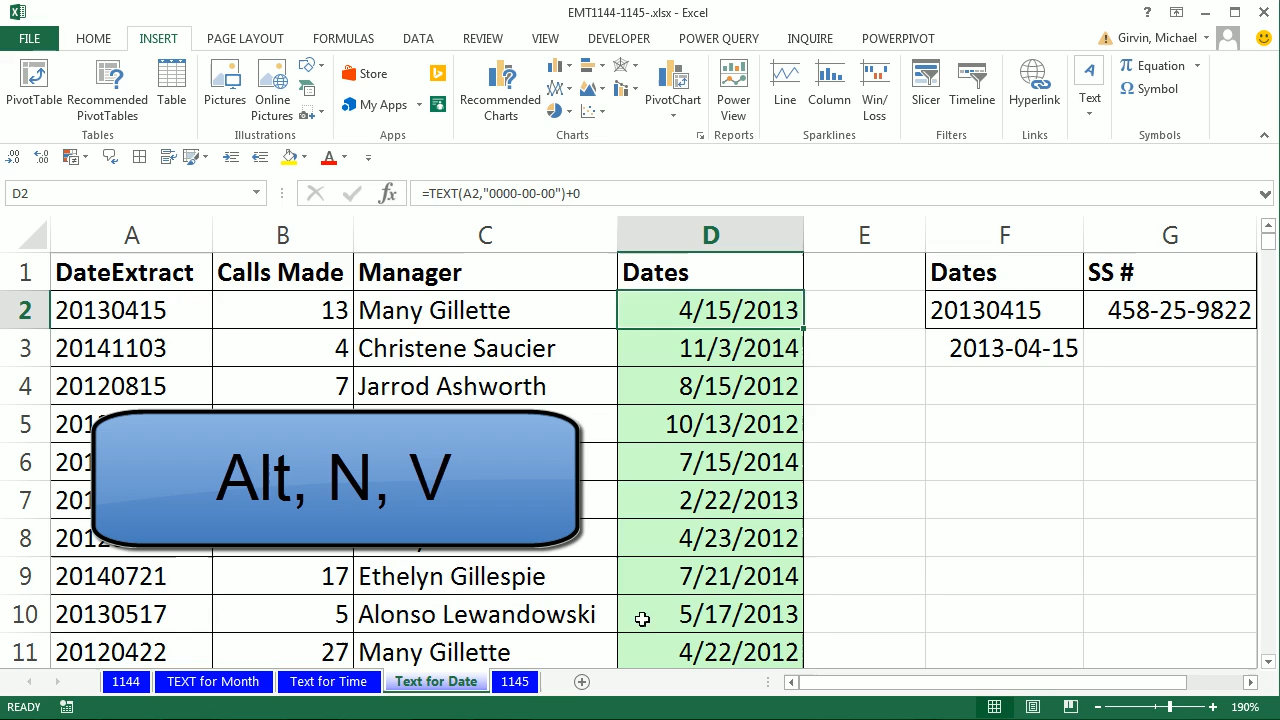 EMT1144-1145-.xlsx - Excel
FILE HOME INSERT PAGE LAYOUT FORMULAS DATA REVIEW VIEW DEVELOPER POWER QUERY INQUIRE POWERPIVOT Girvin, Michael
PivotTable Recommended PivotTables Table Pictures Online Pictures Store My Apps Recommended Charts PivotChart Power View Line Column Win/ Loss Slicer Timeline Hyperlink Text Equation Symbol
Tables Illustrations Apps Charts Reports Sparklines Filters Links Symbols
D2 fx =TEXT(A2,"0000-00-00")+0
A B C D E F G
1 DateExtract Calls Made Manager Dates Dates SS #
2 20130415 13 Many Gillette 4/15/2013 20130415 458-25-9822
3 20141103 4 Christene Saucier 11/3/2014 2013-04-15
4 20120815 7 Jarrod Ashworth 8/15/2012
5 10/13/2012
6 7/15/2014
Alt, N, V
7 2/22/2013
8 4/23/2012
9 20140721 17 Ethelyn Gillespie 7/21/2014
10 20130517 5 Alonso Lewandowski 5/17/2013
11 20120422 27 Many Gillette 4/22/2012
1144 TEXT for Month Text for Time Text for Date 1145
READY 190%